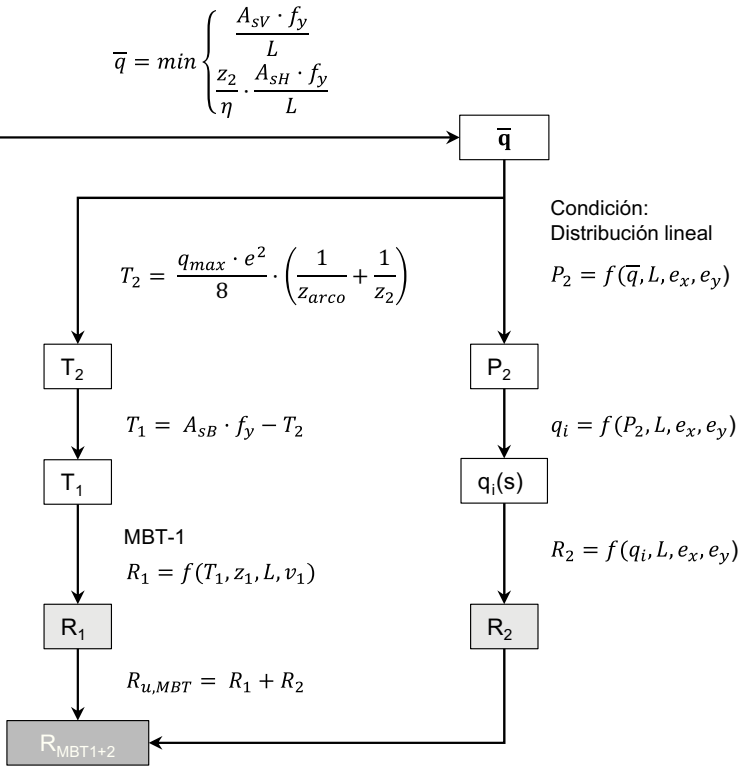 q̅ = min { A_sV · f_y / L
z_2 / η · A_sH · f_y / L
q̅
Condición:
Distribución lineal
P_2 = f(q̅, L, e_x, e_y)
T_2 = q_max · e² / 8 · (1 / z_arco + 1 / z_2)
T_2
P_2
T_1 = A_sB · f_y − T_2
q_i = f(P_2, L, e_x, e_y)
T_1
q_i(s)
MBT-1
R_1 = f(T_1, z_1, L, v_1)
R_2 = f(q_i, L, e_x, e_y)
R_1
R_2
R_u,MBT = R_1 + R_2
R_MBT1+2